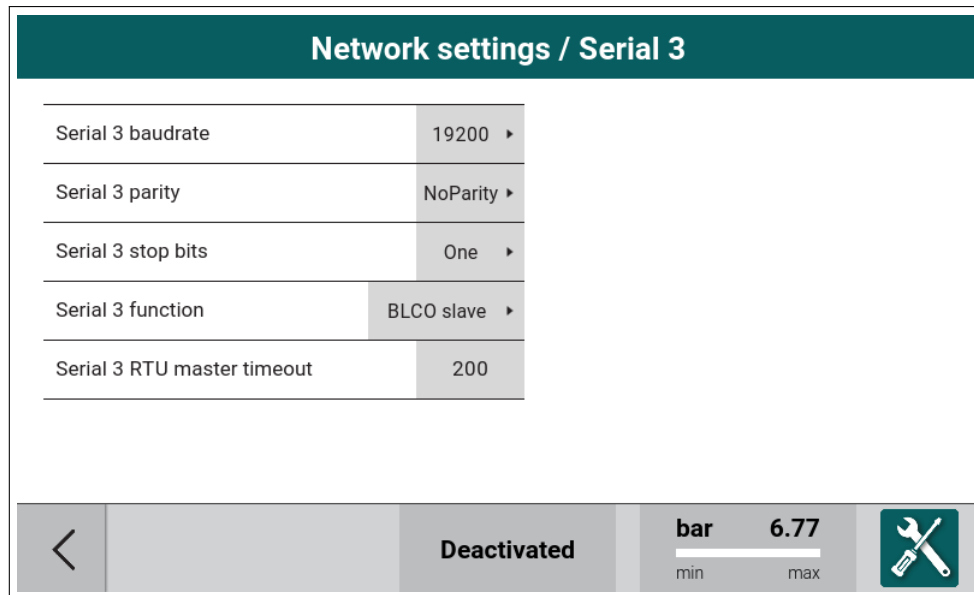 Network settings / Serial 3
Serial 3 baudrate 19200
Serial 3 parity NoParity
Serial 3 stop bits One
Serial 3 function BLCO slave
Serial 3 RTU master timeout 200
Deactivated
bar 6.77
min max